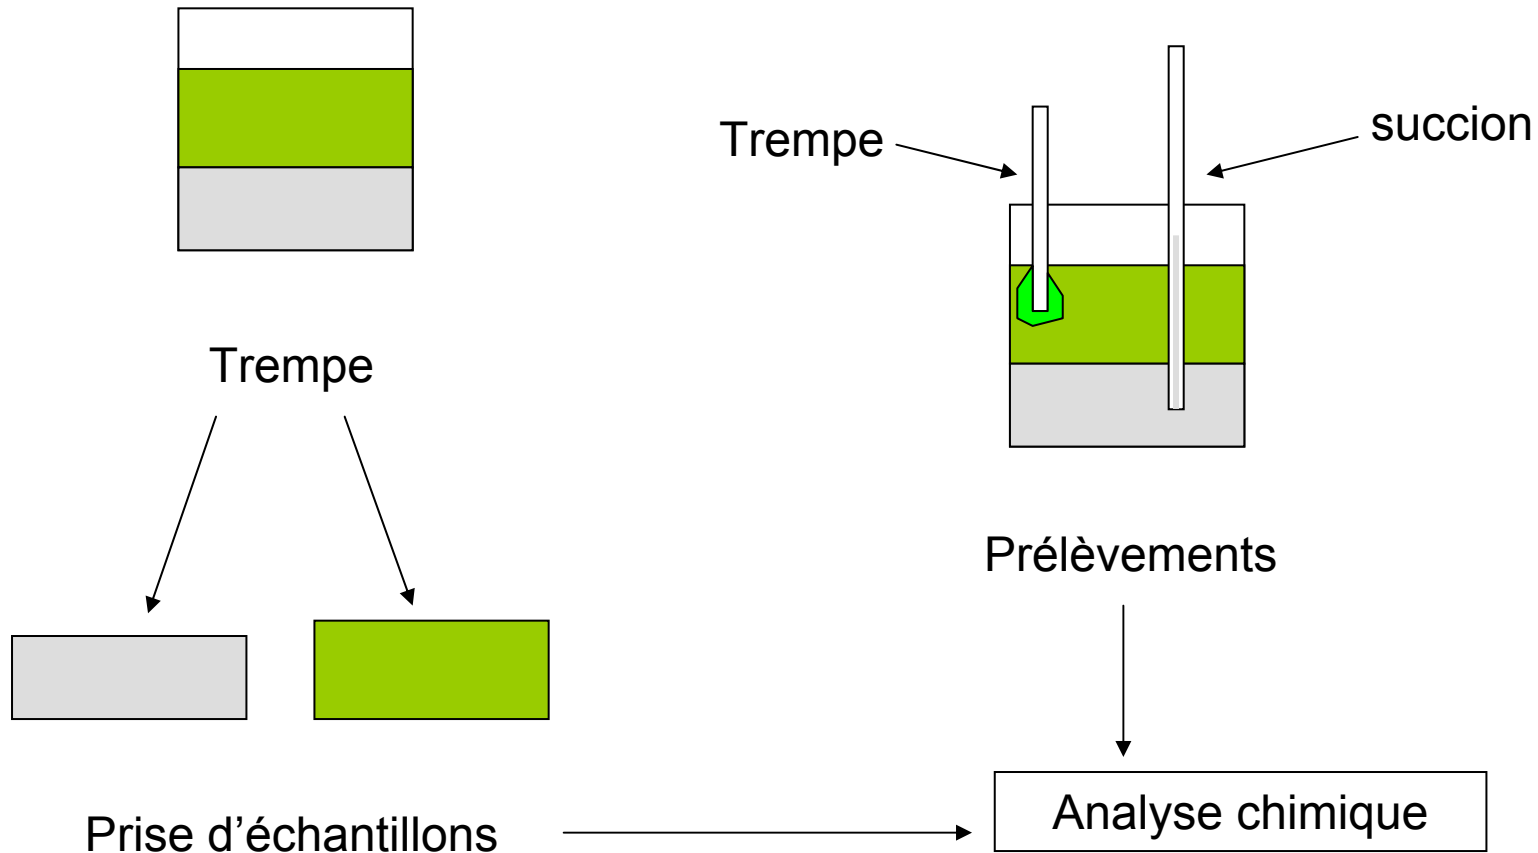 Trempe
succion
Trempe
Prélèvements
Analyse chimique
Prise d’échantillons